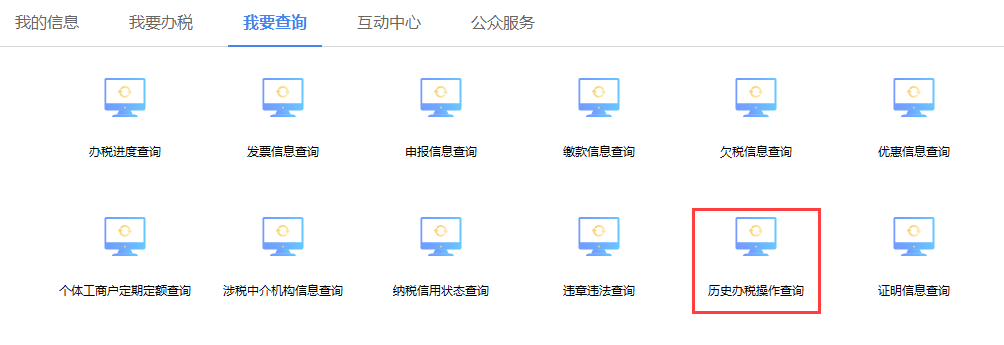 我的信息 我要办税 我要查询 互动中心 公众服务
办税进度查询 发票信息查询 申报信息查询 缴款信息查询 欠税信息查询 优惠信息查询
个体工商户定期定额查询 涉税中介机构信息查询 纳税信用状态查询 违章违法查询 历史办税操作查询 证明信息查询